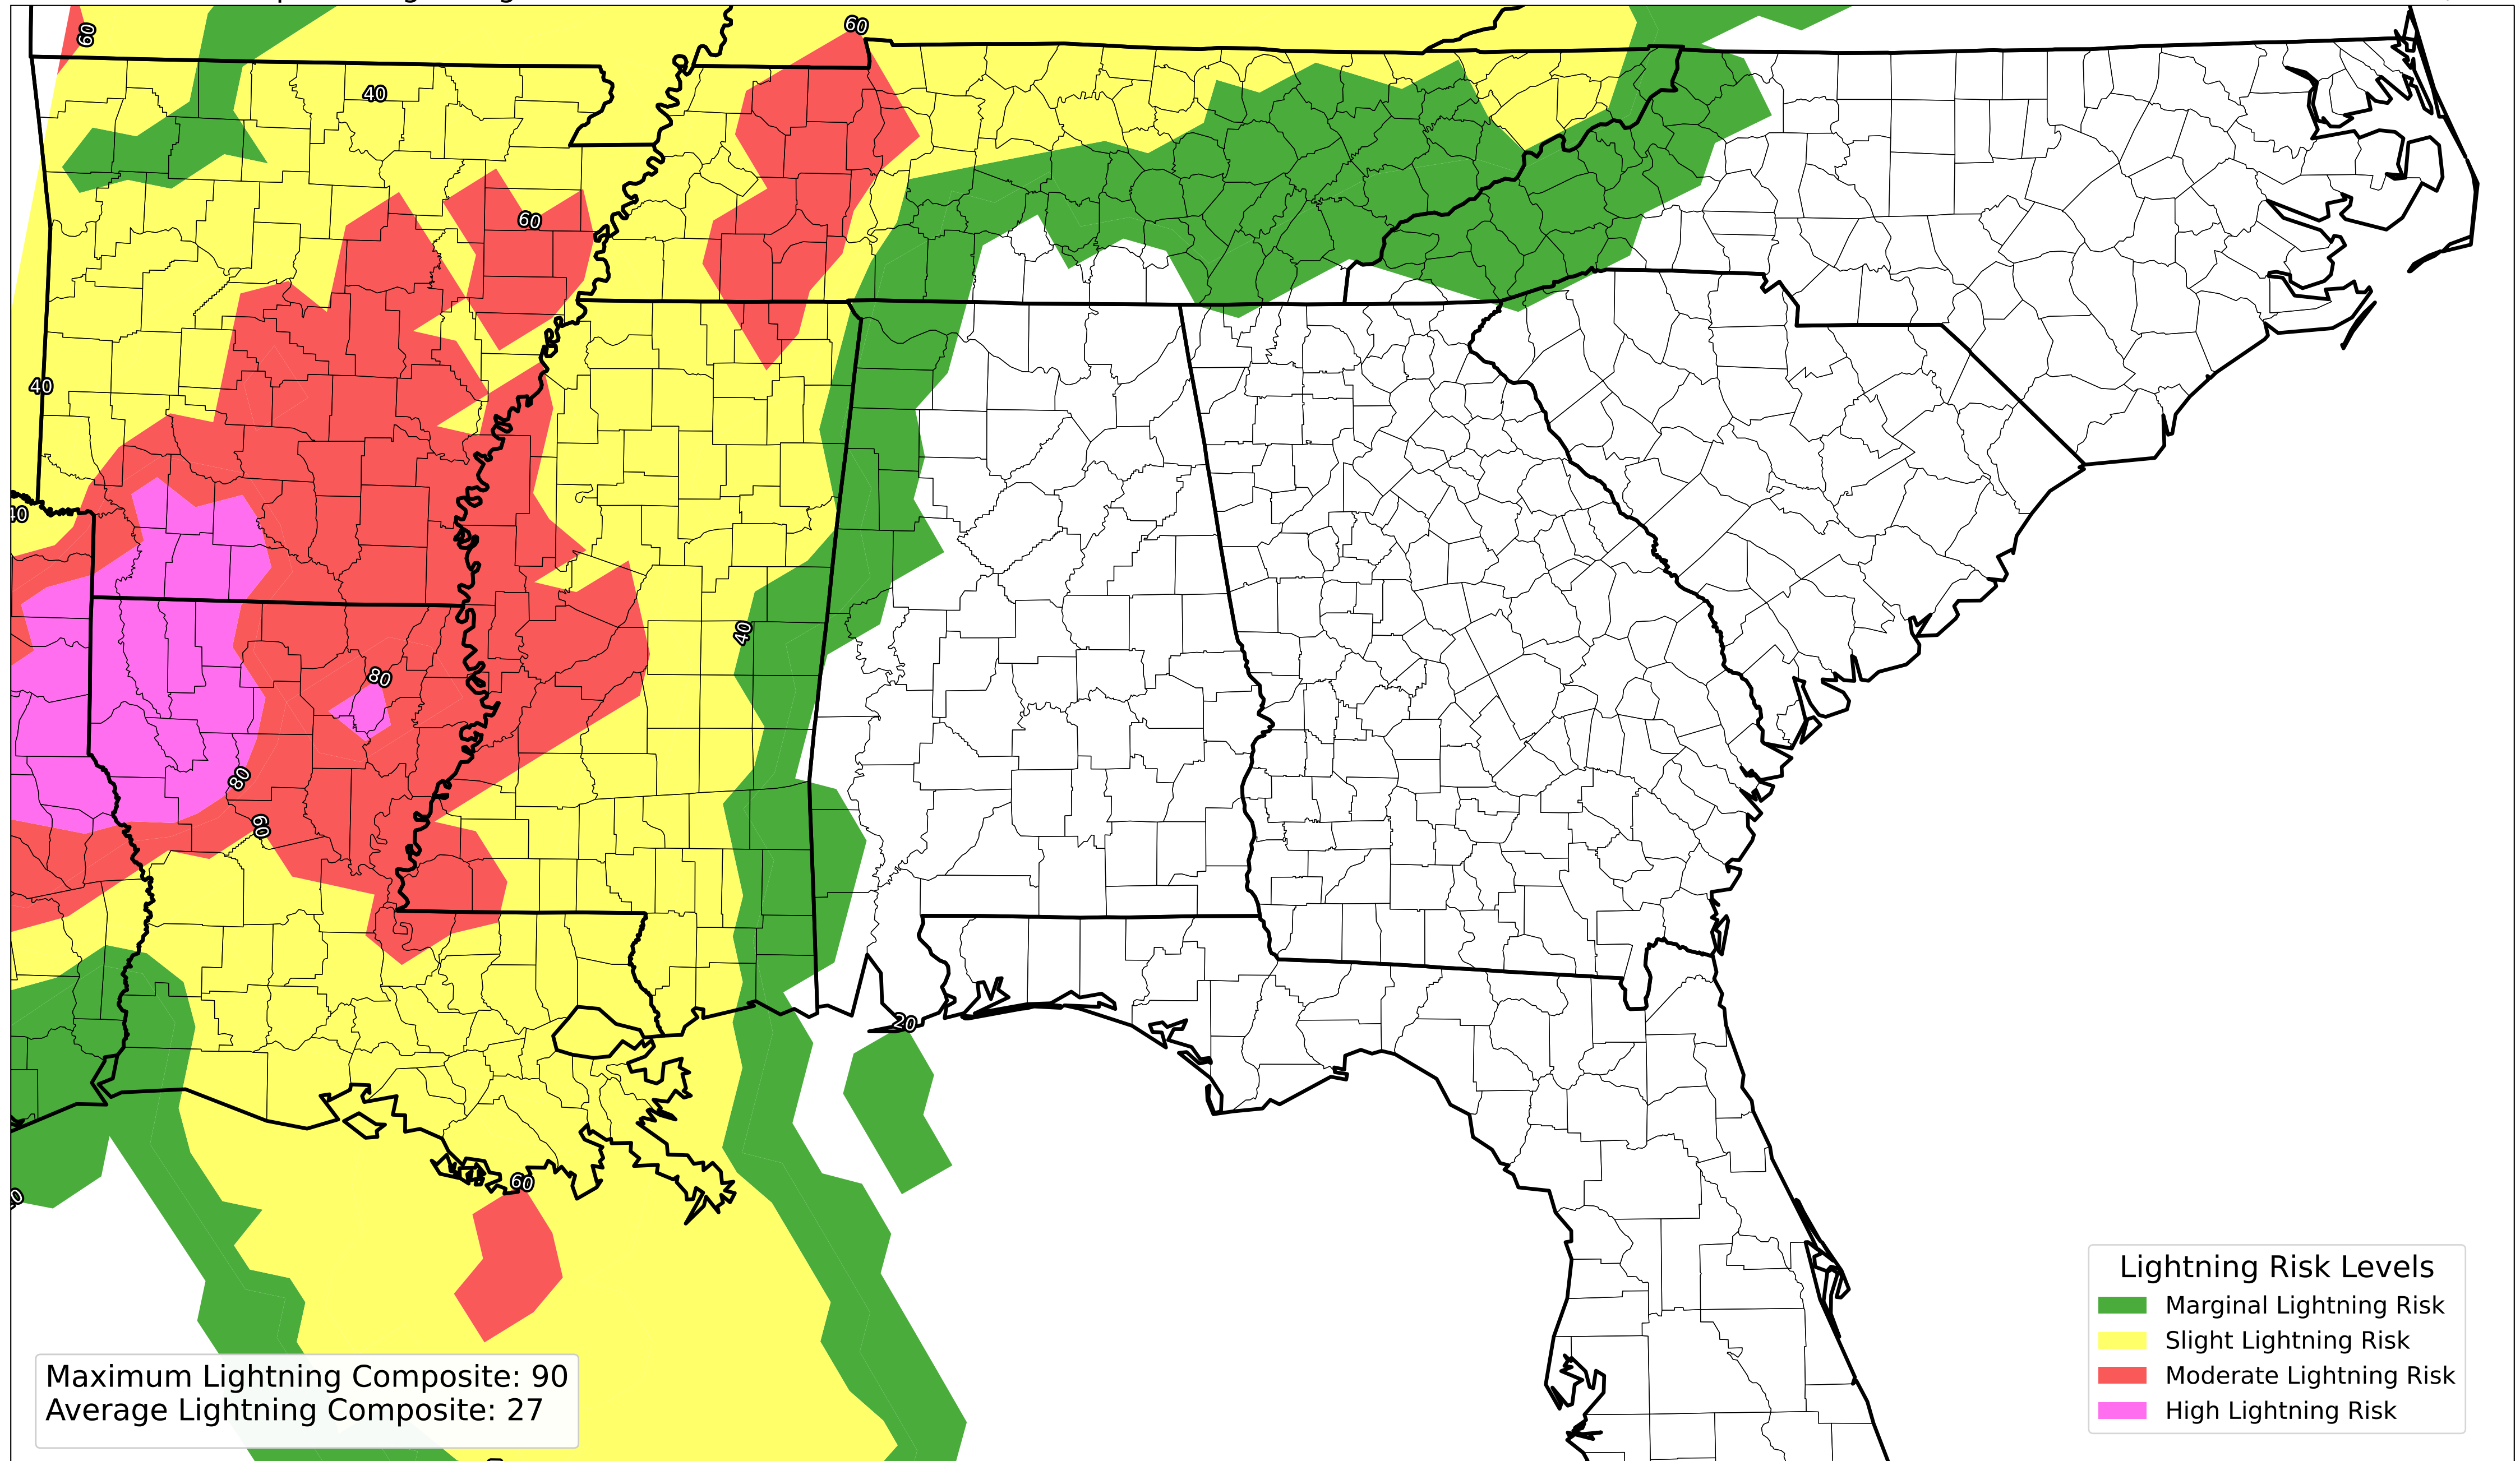 60
60
40
60
40
40
40
80
80
60
20
60
Lightning Risk Levels
Marginal Lightning Risk
Slight Lightning Risk
Moderate Lightning Risk
High Lightning Risk
Maximum Lightning Composite: 90
Average Lightning Composite: 27